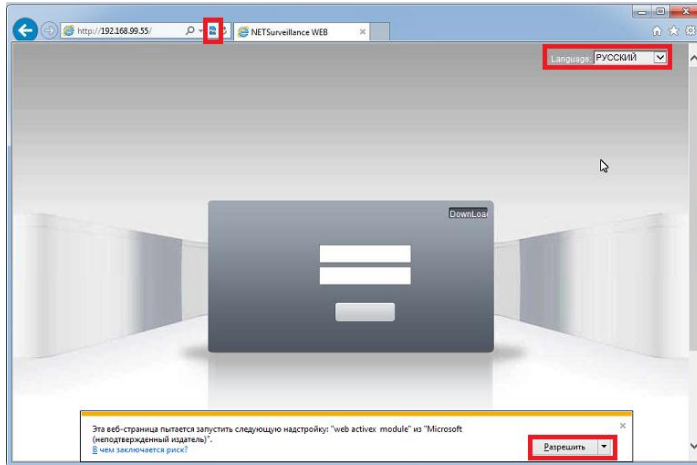 http://192.168.99.55/
NETSurveillance WEB
Language: РУССКИЙ
DownLoad
Эта веб-страница пытается запустить следующую надстройку: "web activex module" из "Microsoft
(неподтвержденный издатель)".
В чем заключается риск?
Разрешить